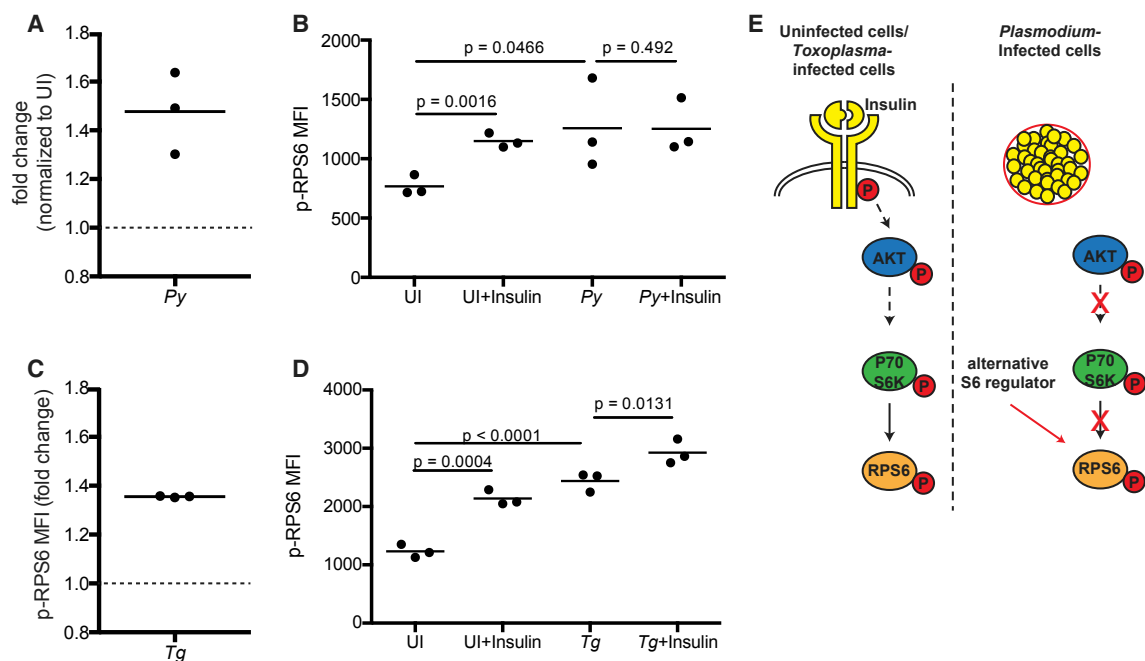 A
fold change
(normalized to UI)
1.8
1.6
1.4
1.2
1.0
0.8
Py
B
p-RPS6 MFI
2000
1500
1000
500
0
p = 0.0466
p = 0.492
p = 0.0016
UI
UI+Insulin
Py
Py+Insulin
C
p-RPS6 MFI (fold change)
1.8
1.6
1.4
1.2
1.0
0.8
Tg
D
p-RPS6 MFI
4000
3000
2000
1000
0
p = 0.0131
p < 0.0001
p = 0.0004
UI
UI+Insulin
Tg
Tg+Insulin
E
Uninfected cells/
Toxoplasma-
infected cells
Insulin
P
AKT
P
P70
S6K
P
RPS6
P
Plasmodium-
Infected cells
AKT
P
X
alternative
S6 regulator
P70
S6K
P
X
RPS6
P